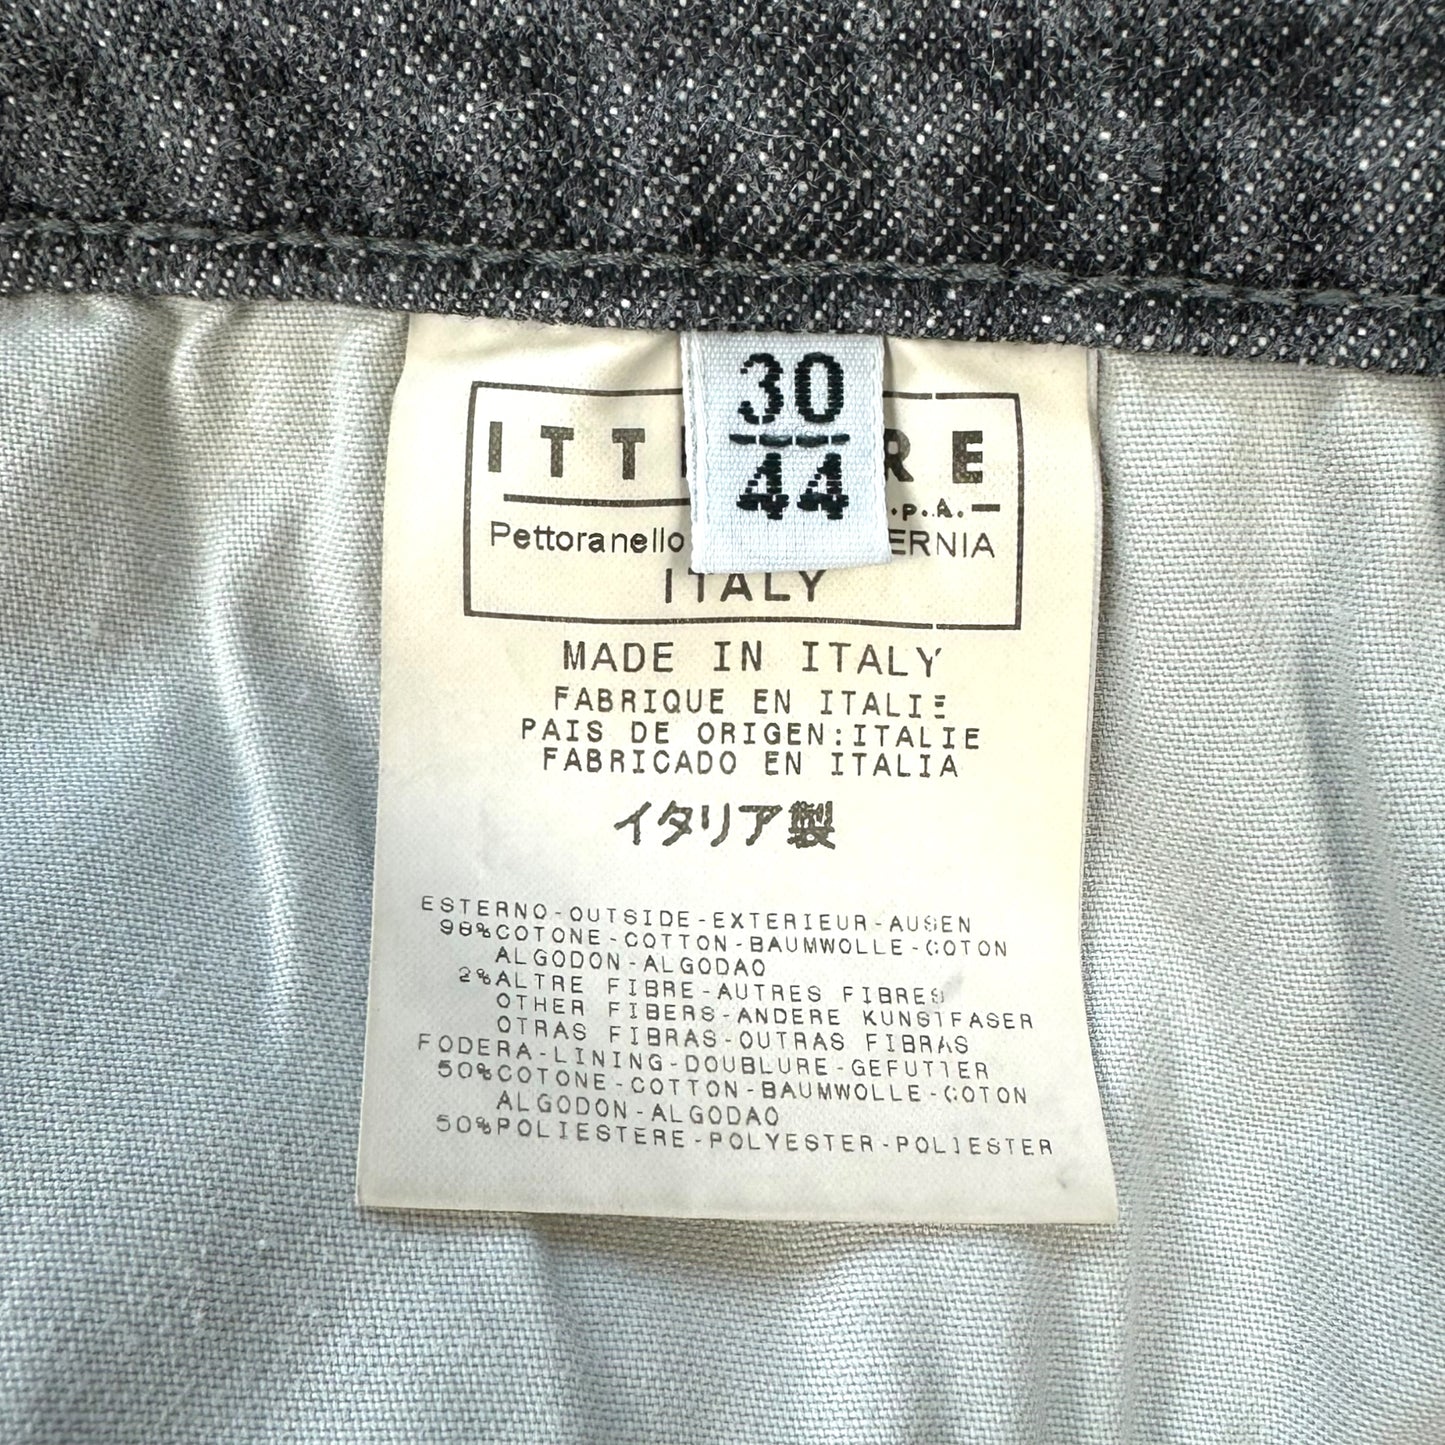 30
44
ITT RE
.p.A.
Pettoranello ERNIA
ITALY
MADE IN ITALY
FABRIQUE EN ITALIE
PAIS DE ORIGEN:ITALIE
FABRICADO EN ITALIA
イタリア製
ESTERNO-OUTSIDE-EXTERIEUR-AUSEN
98%COTONE-COTTON-BAUMWOLLE-COTON
ALGODON-ALGODAO
2%ALTRE FIBRE-AUTRES FIBRES
OTHER FIBERS-ANDERE KUNSTFASER
OTRAS FIBRAS-OUTRAS FIBRAS
FODERA-LINING-DOUBLURE-GEFUTTER
50%COTONE-COTTON-BAUMWOLLE-COTON
ALGODON-ALGODAO
50%POLIESTERE-POLYESTER-POLIESTER